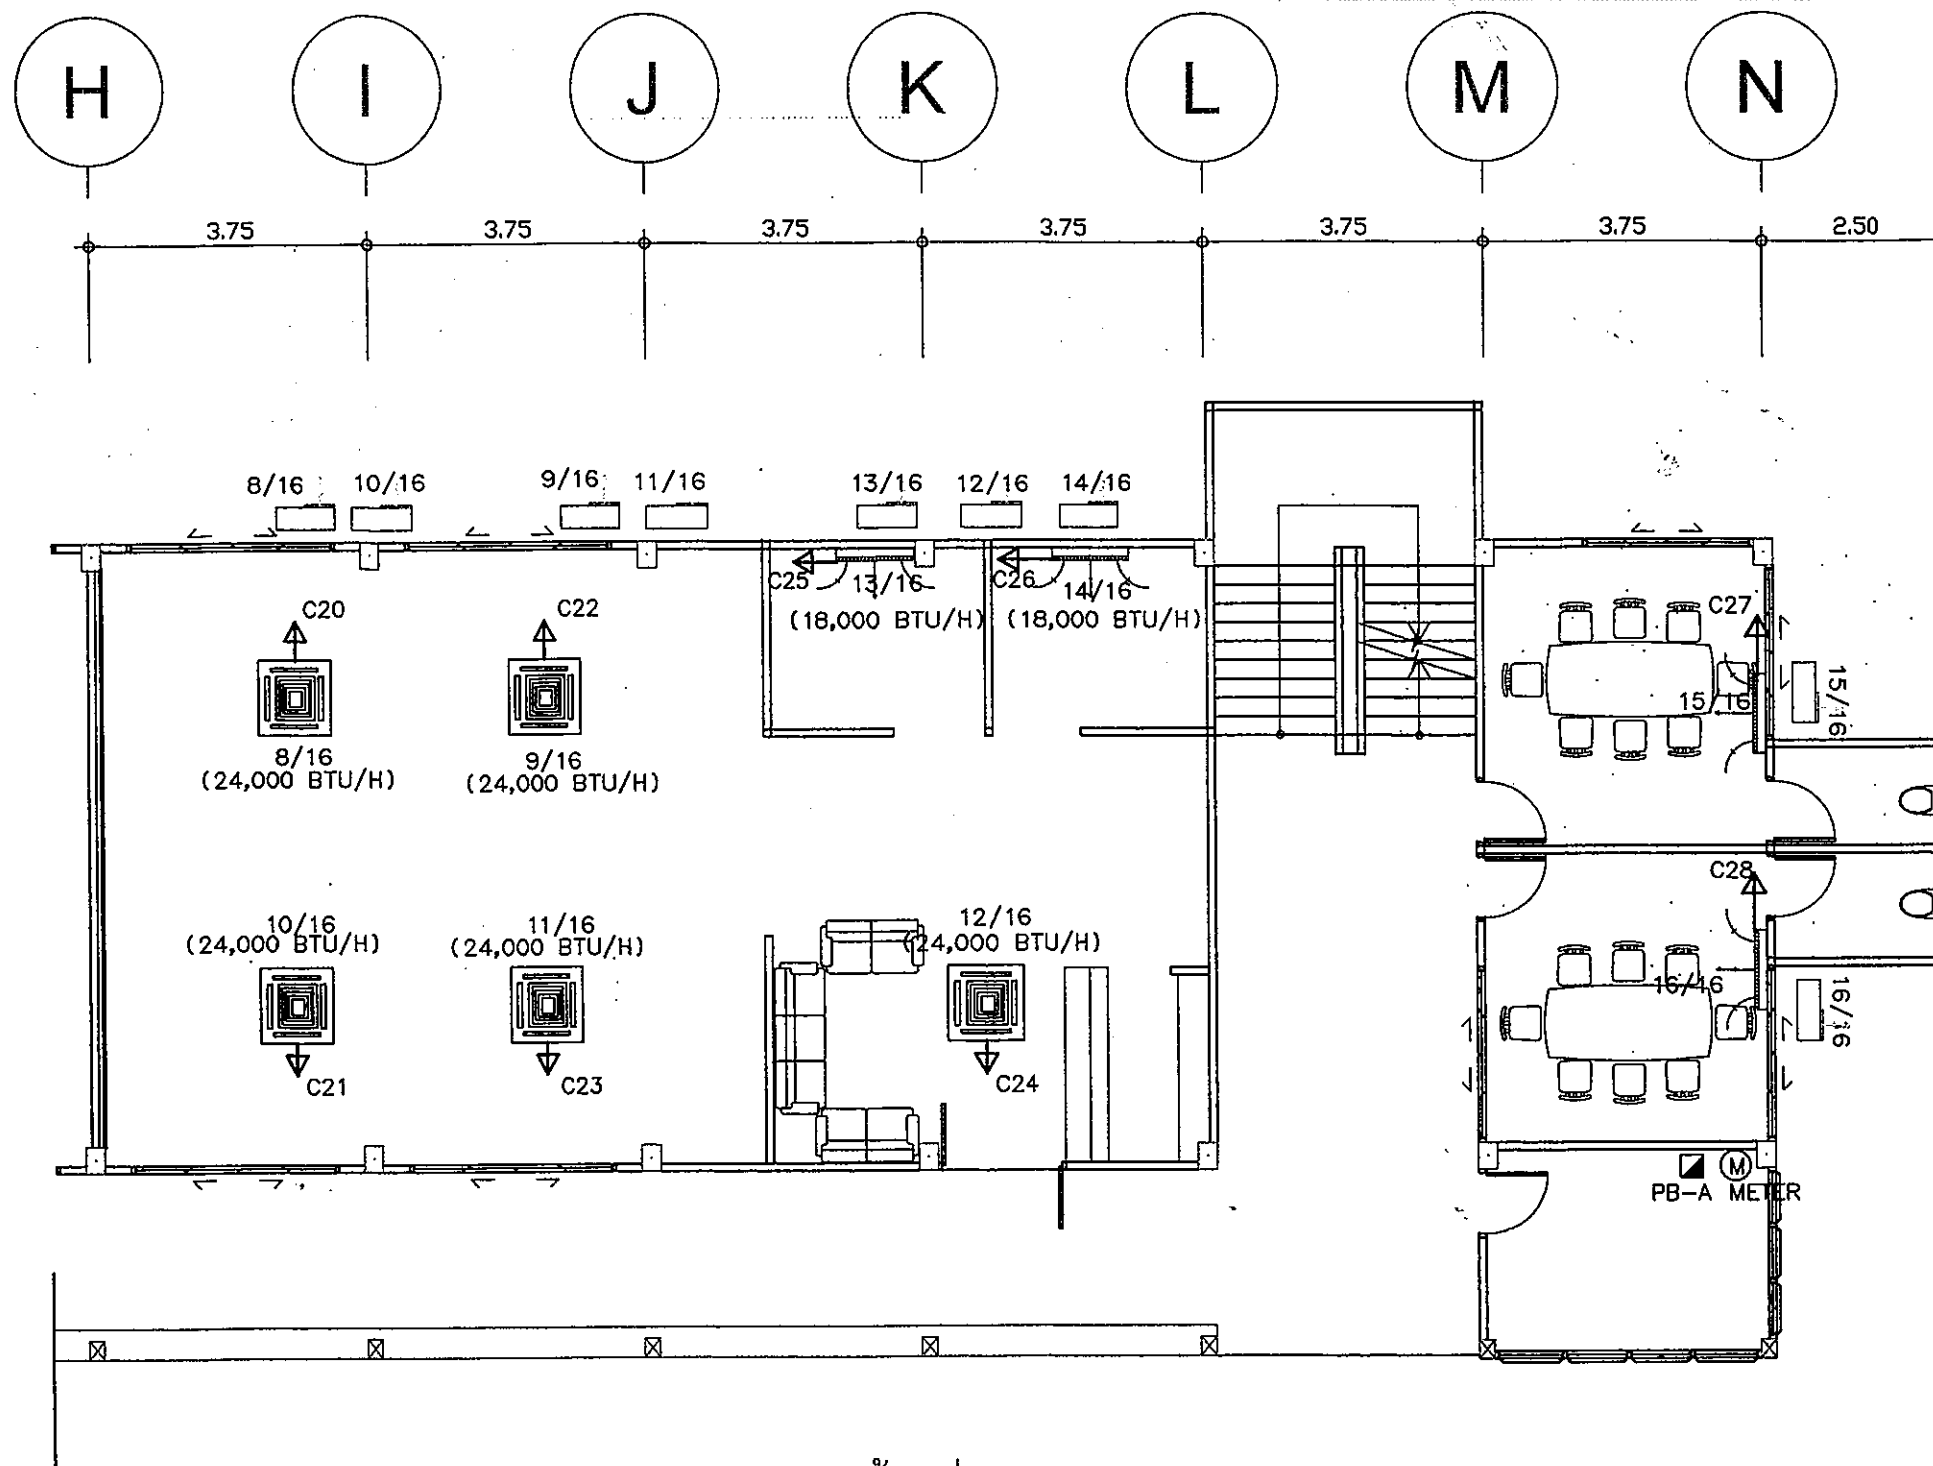 H I J K L M N
3.75 3.75 3.75 3.75 3.75 3.75 2.50
8/16 10/16 9/16 11/16 13/16 12/16 14/16
C25 13/16 C26 14/16
(18,000 BTU/H) (18,000 BTU/H)
C20 C22 C27
15/16 15/16
8/16 9/16
(24,000 BTU/H) (24,000 BTU/H)
C28
10/16 11/16 12/16
(24,000 BTU/H) (24,000 BTU/H) (24,000 BTU/H)
16/16 16/16
C21 C23 C24
M
PB-A METER